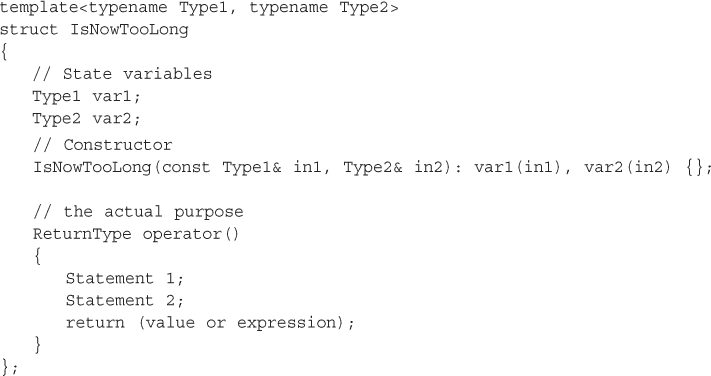 template<typename Type1, typename Type2>
struct IsNowTooLong
{
// State variables
Type1 var1;
Type2 var2;
// Constructor
IsNowTooLong(const Type1& in1, Type2& in2): var1(in1), var2(in2) {};
// the actual purpose
ReturnType operator()
{
Statement 1;
Statement 2;
return (value or expression);
}
};